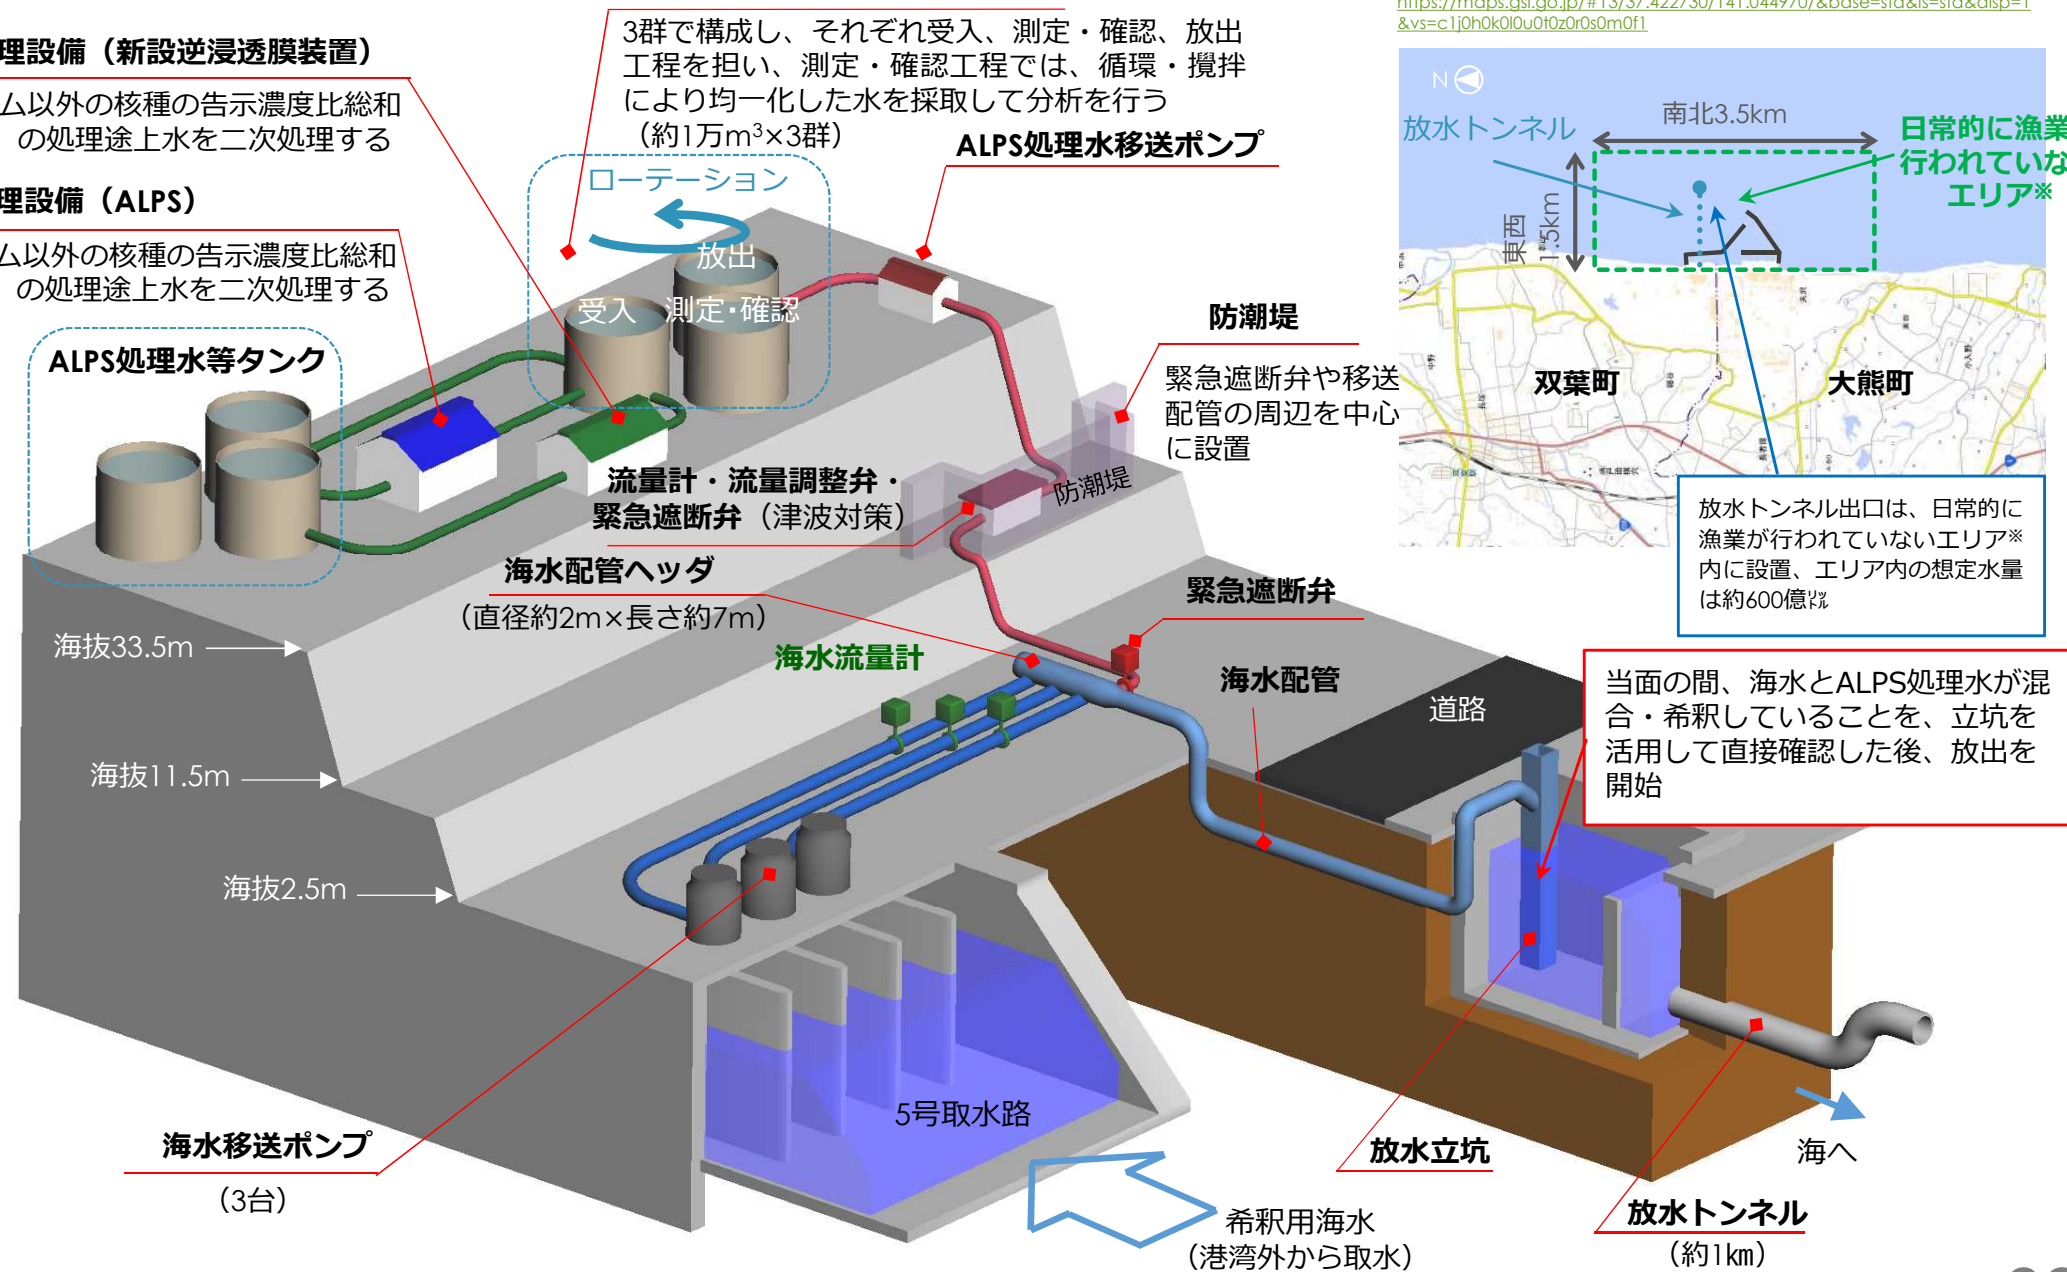 https://maps.gsi.go.jp/#13/37.422730/141.044970/&base=std&ls=std&disp=1
&vs=c1j0h0k0l0u0t0z0r0s0m0f1
理設備（新設逆浸透膜装置）
ム以外の核種の告示濃度比総和
の処理途上水を二次処理する
理設備（ALPS）
ム以外の核種の告示濃度比総和
の処理途上水を二次処理する
3群で構成し、それぞれ受入、測定・確認、放出
工程を担い、測定・確認工程では、循環・攪拌
により均一化した水を採取して分析を行う
（約1万m³×3群）
ALPS処理水移送ポンプ
ローテーション
放出
受入
測定・確認
ALPS処理水等タンク
防潮堤
緊急遮断弁や移送
配管の周辺を中心
に設置
防潮堤
流量計・流量調整弁・
緊急遮断弁（津波対策）
海水配管ヘッダ
（直径約2m×長さ約7m）
海水流量計
緊急遮断弁
海水配管
道路
海抜33.5m
海抜11.5m
海抜2.5m
N
放水トンネル
南北3.5km
東西
1.5km
日常的に漁業
行われていな
エリア※
双葉町
大熊町
放水トンネル出口は、日常的に
漁業が行われていないエリア※
内に設置、エリア内の想定水量
は約600億㍑
当面の間、海水とALPS処理水が混
合・希釈していることを、立坑を
活用して直接確認した後、放出を
開始
5号取水路
海水移送ポンプ
（3台）
希釈用海水
（港湾外から取水）
放水立坑
海へ
放水トンネル
（約1㎞）